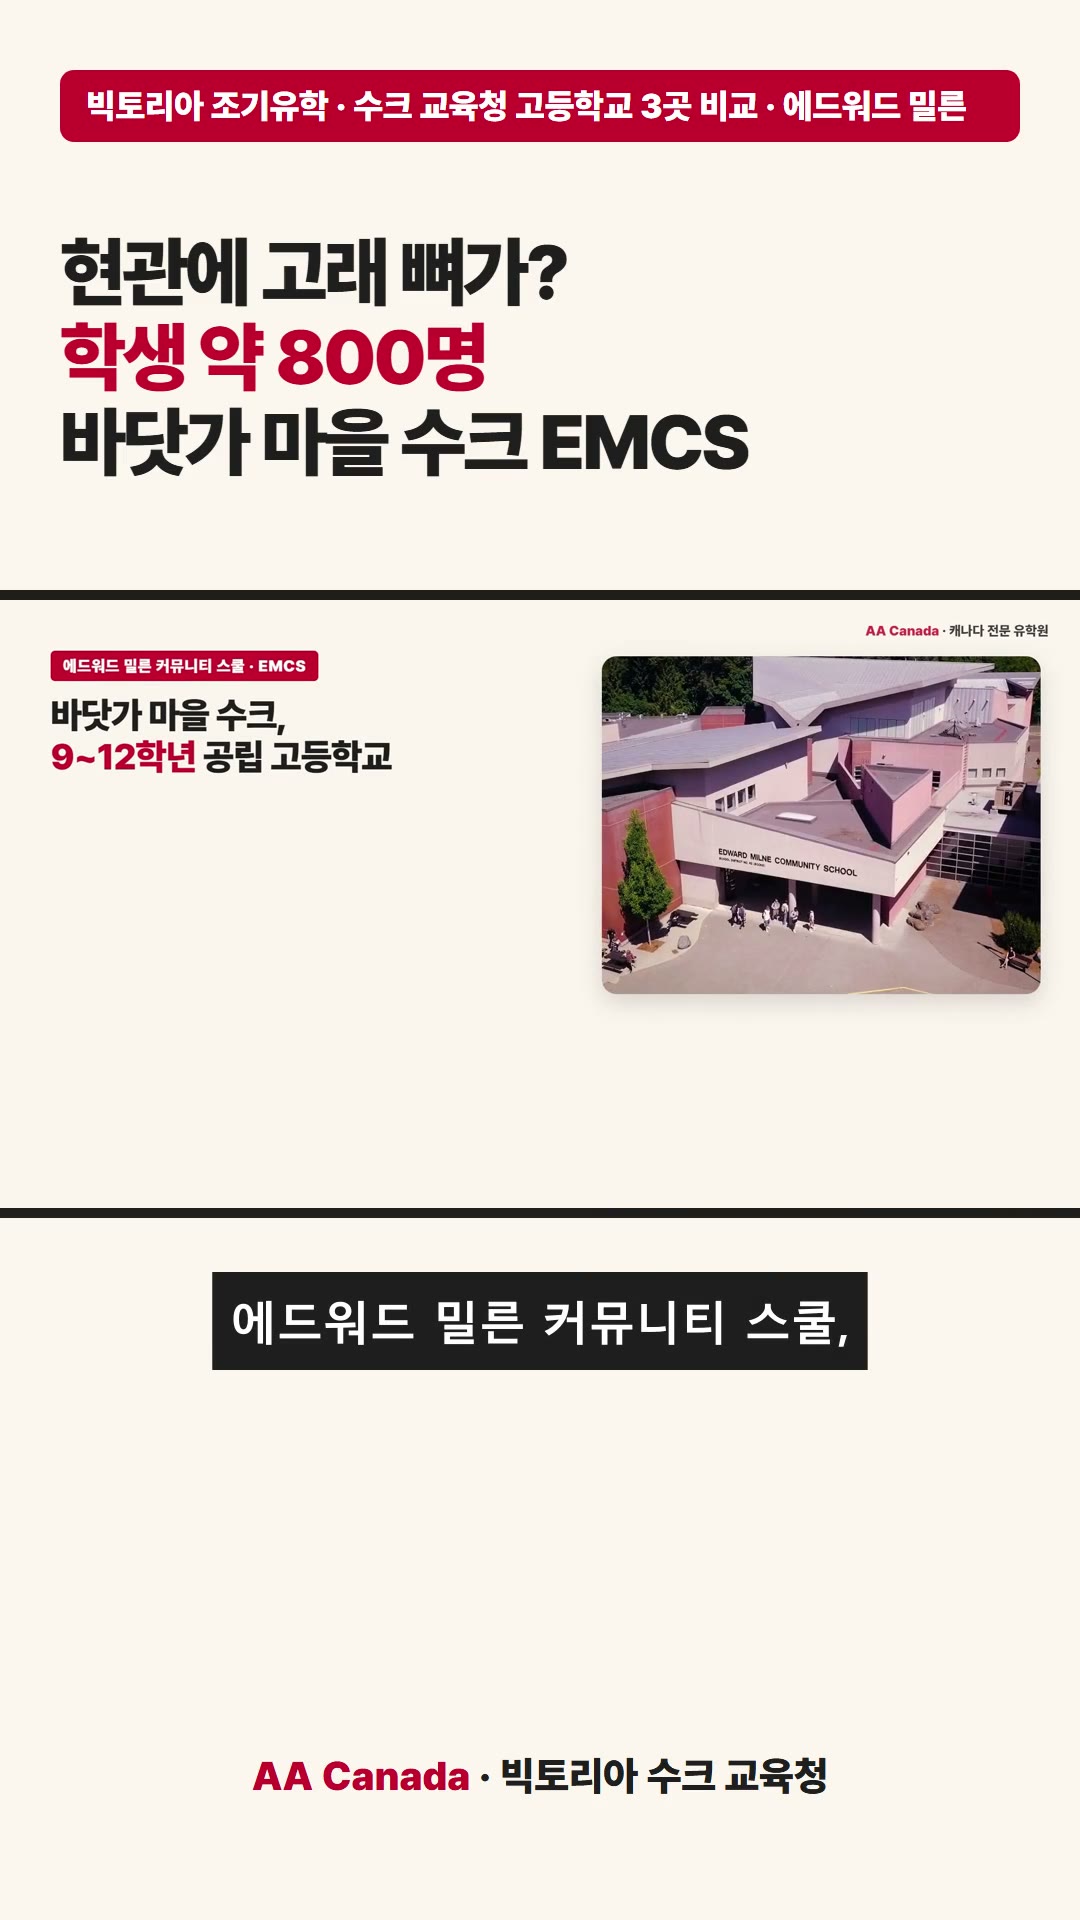 빅토리아 조기유학 · 수크 교육청 고등학교 3곳 비교 · 에드워드 밀른
현관에 고래 뼈가?
학생 약 800명
바닷가 마을 수크 EMCS
AA Canada · 캐나다 전문 유학원
에드워드 밀른 커뮤니티 스쿨 · EMCS
바닷가 마을 수크,
9~12학년 공립 고등학교
EDWARD MILNE COMMUNITY SCHOOL
에드워드 밀른 커뮤니티 스쿨,
AA Canada · 빅토리아 수크 교육청